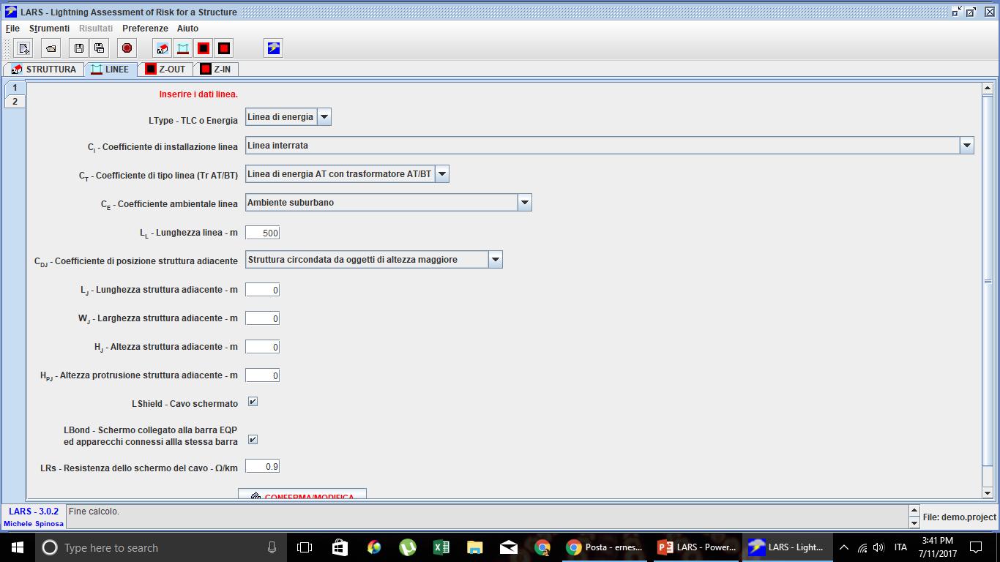 LARS - Lightning Assessment of Risk for a Structure
File Strumenti Risultati Preferenze Aiuto
STRUTTURA LINEE Z-OUT Z-IN
1
2
Inserire i dati linea.
LType - TLC o Energia Linea di energia
CI - Coefficiente di installazione linea Linea interrata
CT - Coefficiente di tipo linea (Tr AT/BT) Linea di energia AT con trasformatore AT/BT
CE - Coefficiente ambientale linea Ambiente suburbano
LL - Lunghezza linea - m 500
CDJ - Coefficiente di posizione struttura adiacente Struttura circondata da oggetti di altezza maggiore
LJ - Lunghezza struttura adiacente - m 0
WJ - Larghezza struttura adiacente - m 0
HJ - Altezza struttura adiacente - m 0
HPJ - Altezza protrusione struttura adiacente - m 0
LShield - Cavo schermato
LBond - Schermo collegato alla barra EQP
ed apparecchi connessi allla stessa barra
LRs - Resistenza dello schermo del cavo - Ω/km 0.9
CONFERMA/MODIFICA
LARS - 3.0.2 Fine calcolo.
Michele Spinosa
File: demo.project
Type here to search
Posta - ernes... LARS - Power... LARS - Light...
ITA
3:41 PM
7/11/2017